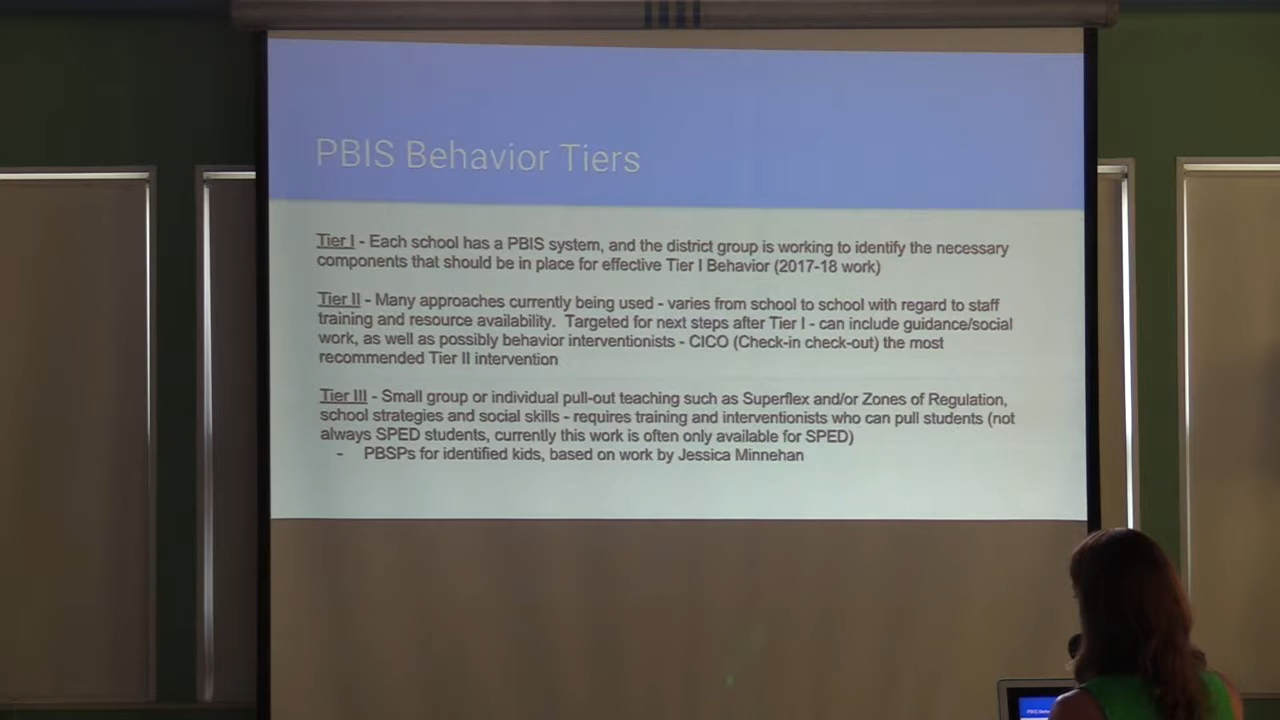 PBIS Behavior Tiers
Tier I - Each school has a PBIS system, and the district group is working to identify the necessary
components that should be in place for effective Tier I Behavior (2017-18 work)
Tier II - Many approaches currently being used - varies from school to school with regard to staff
training and resource availability. Targeted for next steps after Tier I - can include guidance/social
work, as well as possibly behavior interventionists - CICO (Check-in check-out) the most
recommended Tier II intervention
Tier III - Small group or individual pull-out teaching such as Superflex and/or Zones of Regulation,
school strategies and social skills - requires training and interventionists who can pull students (not
always SPED students, currently this work is often only available for SPED)
- PBSPs for identified kids, based on work by Jessica Minnehan